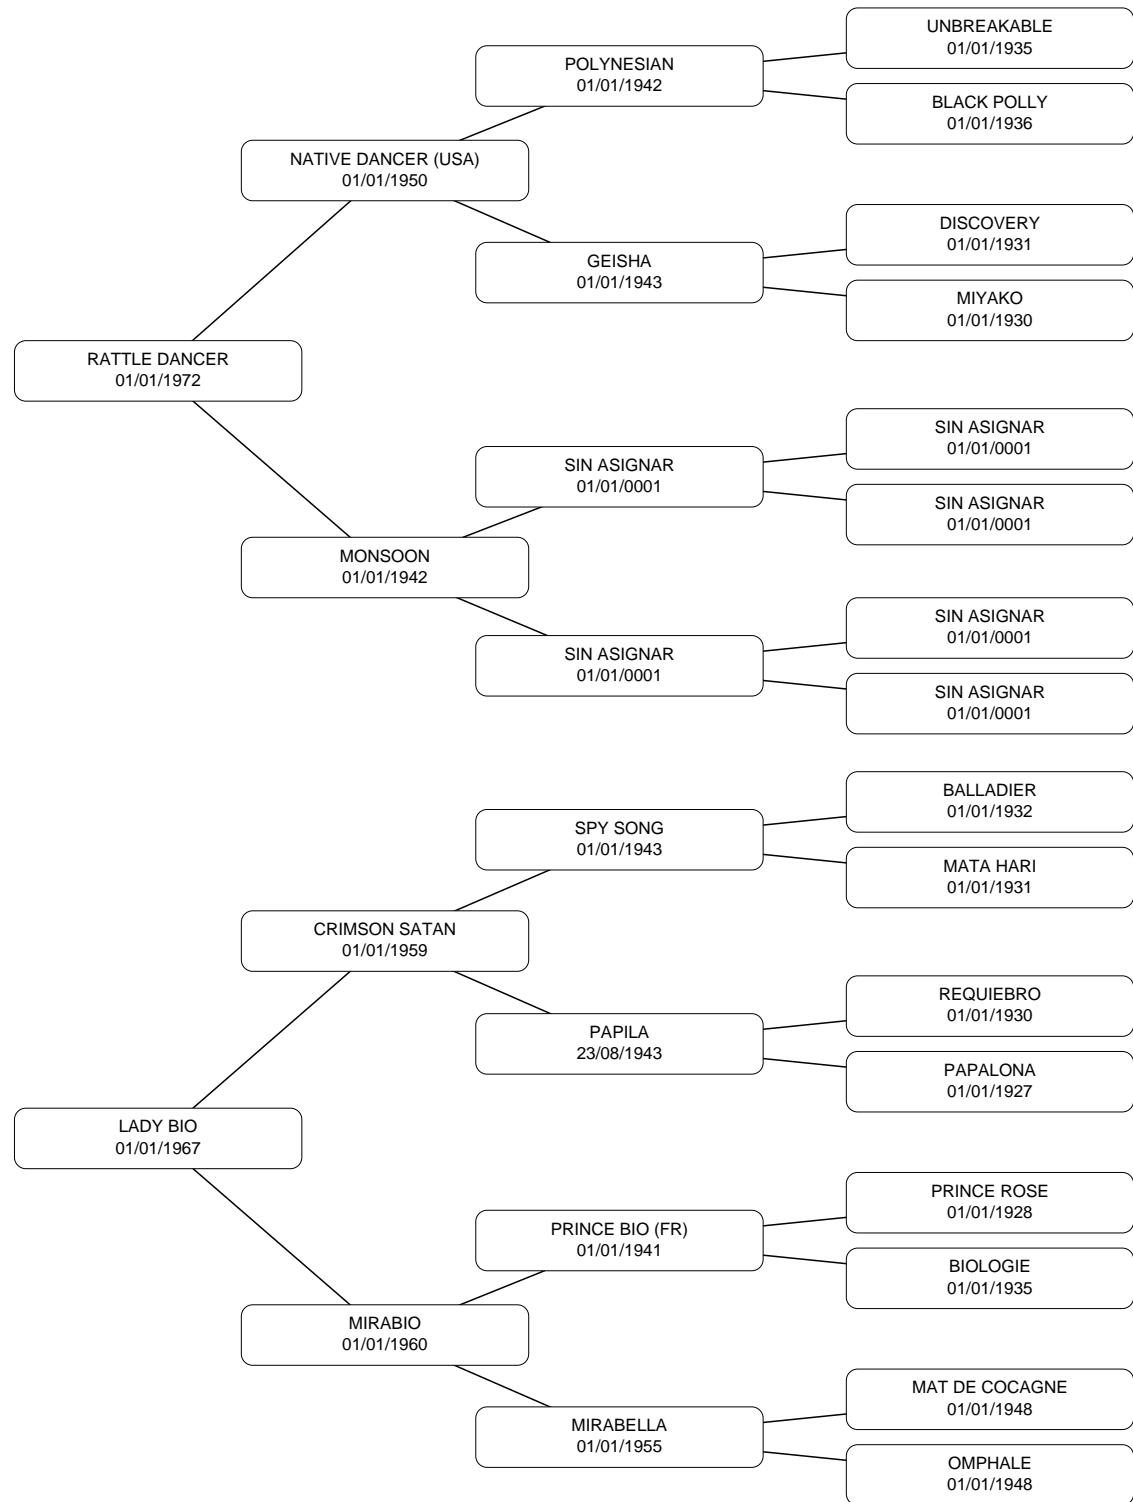 UNBREAKABLE
01/01/1935
POLYNESIAN
01/01/1942
BLACK POLLY
01/01/1936
NATIVE DANCER (USA)
01/01/1950
DISCOVERY
01/01/1931
GEISHA
01/01/1943
MIYAKO
01/01/1930
RATTLE DANCER
01/01/1972
SIN ASIGNAR
01/01/0001
SIN ASIGNAR
01/01/0001
SIN ASIGNAR
01/01/0001
MONSOON
01/01/1942
SIN ASIGNAR
01/01/0001
SIN ASIGNAR
01/01/0001
SIN ASIGNAR
01/01/0001
BALLADIER
01/01/1932
SPY SONG
01/01/1943
MATA HARI
01/01/1931
CRIMSON SATAN
01/01/1959
REQUIEBRO
01/01/1930
PAPILA
23/08/1943
PAPALONA
01/01/1927
LADY BIO
01/01/1967
PRINCE ROSE
01/01/1928
PRINCE BIO (FR)
01/01/1941
BIOLOGIE
01/01/1935
MIRABIO
01/01/1960
MAT DE COCAGNE
01/01/1948
MIRABELLA
01/01/1955
OMPHALE
01/01/1948